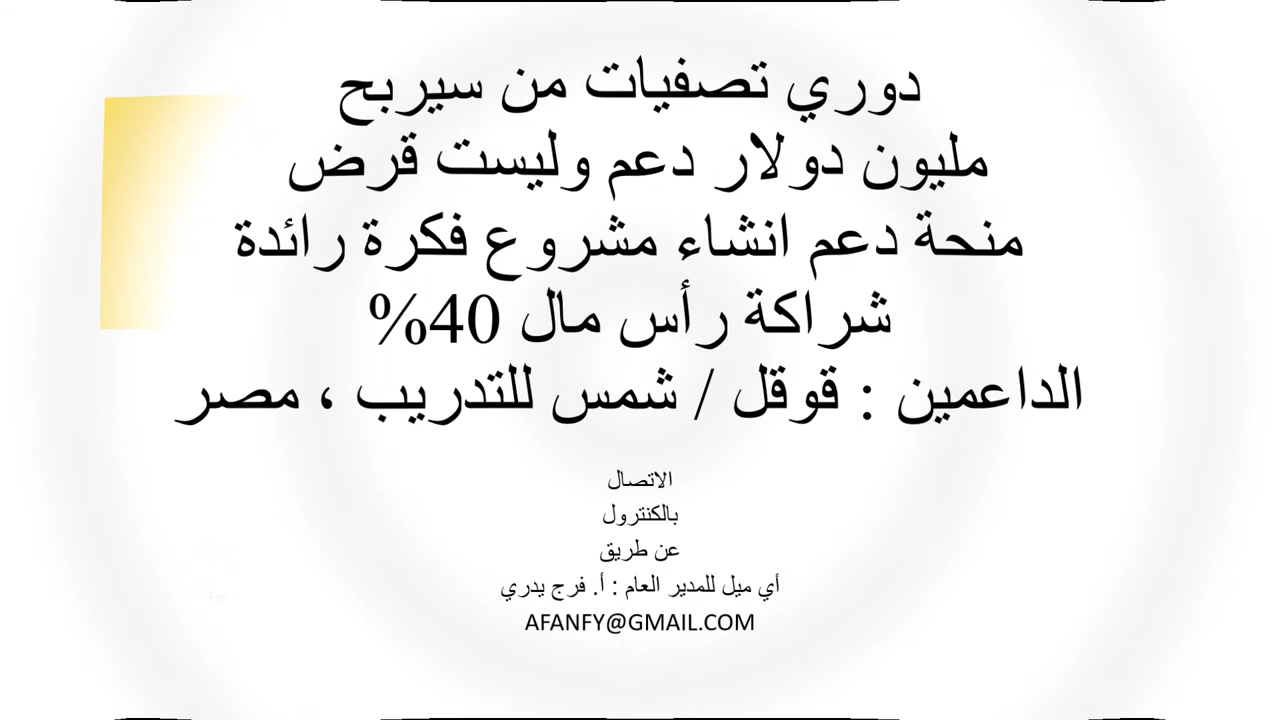 دوري تصفيات من سيربح
مليون دولار دعم وليست قرض
منحة دعم انشاء مشروع فكرة رائدة
شراكة رأس مال 40%
الداعمين : قوقل / شمس للتدريب ، مصر
الاتصال
بالكنترول
عن طريق
أي ميل للمدير العام : أ. فرج يدري
AFANFY@GMAIL.COM